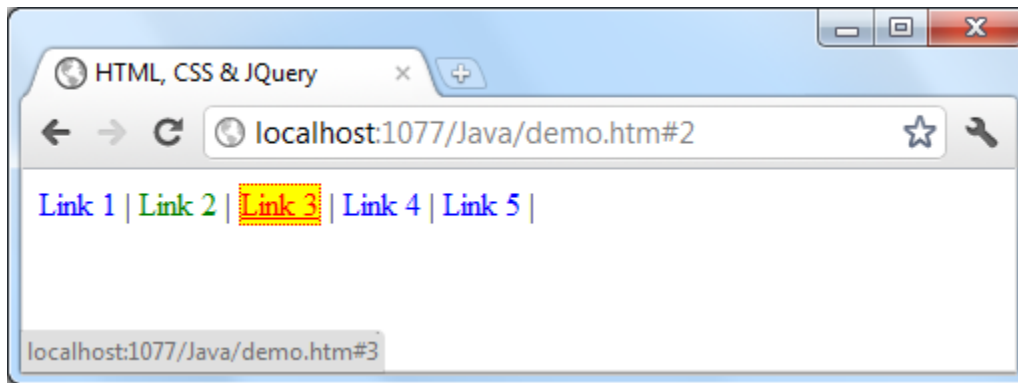 HTML, CSS & JQuery
localhost:1077/Java/demo.htm#2
Link 1 | Link 2 | Link 3 | Link 4 | Link 5 |
localhost:1077/Java/demo.htm#3